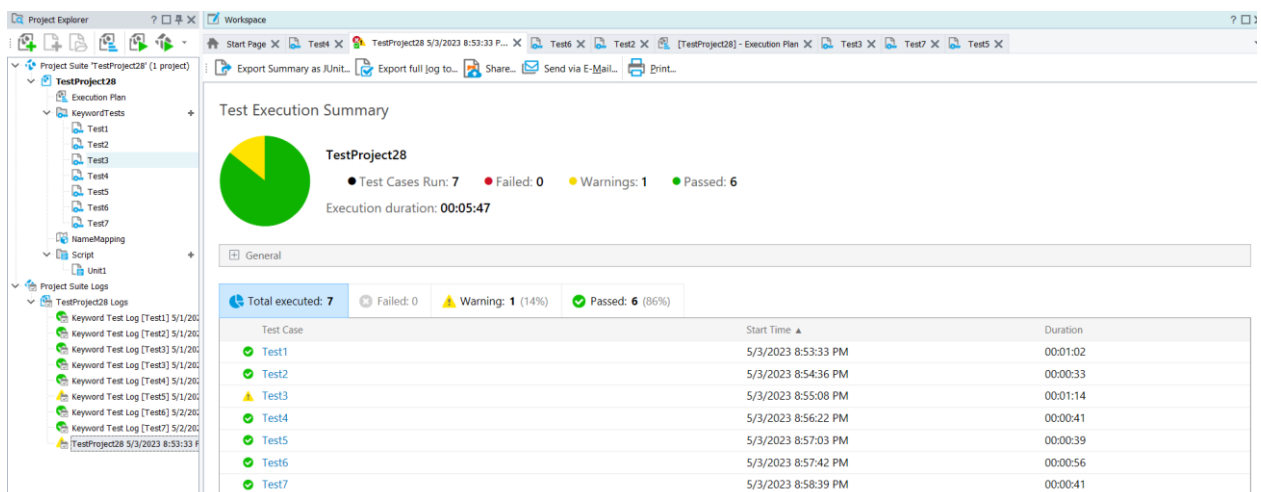 Project Explorer
Workspace
Start Page
Test4
TestProject28 5/3/2023 8:53:33 P...
Test6
Test2
[TestProject28] - Execution Plan
Test3
Test7
Test5
Project Suite 'TestProject28' (1 project)
TestProject28
Execution Plan
KeywordTests
Test1
Test2
Test3
Test4
Test5
Test6
Test7
NameMapping
Script
Unit1
Project Suite Logs
TestProject28 Logs
Keyword Test Log [Test1] 5/1/202
Keyword Test Log [Test2] 5/1/202
Keyword Test Log [Test3] 5/1/202
Keyword Test Log [Test3] 5/1/202
Keyword Test Log [Test4] 5/1/202
Keyword Test Log [Test5] 5/1/202
Keyword Test Log [Test6] 5/2/202
Keyword Test Log [Test7] 5/2/202
TestProject28 5/3/2023 8:53:33 P
Export Summary as JUnit... Export full log to... Share... Send via E-Mail... Print...
Test Execution Summary
TestProject28
Test Cases Run: 7 Failed: 0 Warnings: 1 Passed: 6
Execution duration: 00:05:47
General
Total executed: 7 Failed: 0 Warning: 1 (14%) Passed: 6 (86%)
Test Case Start Time Duration
Test1 5/3/2023 8:53:33 PM 00:01:02
Test2 5/3/2023 8:54:36 PM 00:00:33
Test3 5/3/2023 8:55:08 PM 00:01:14
Test4 5/3/2023 8:56:22 PM 00:00:41
Test5 5/3/2023 8:57:03 PM 00:00:39
Test6 5/3/2023 8:57:42 PM 00:00:56
Test7 5/3/2023 8:58:39 PM 00:00:41